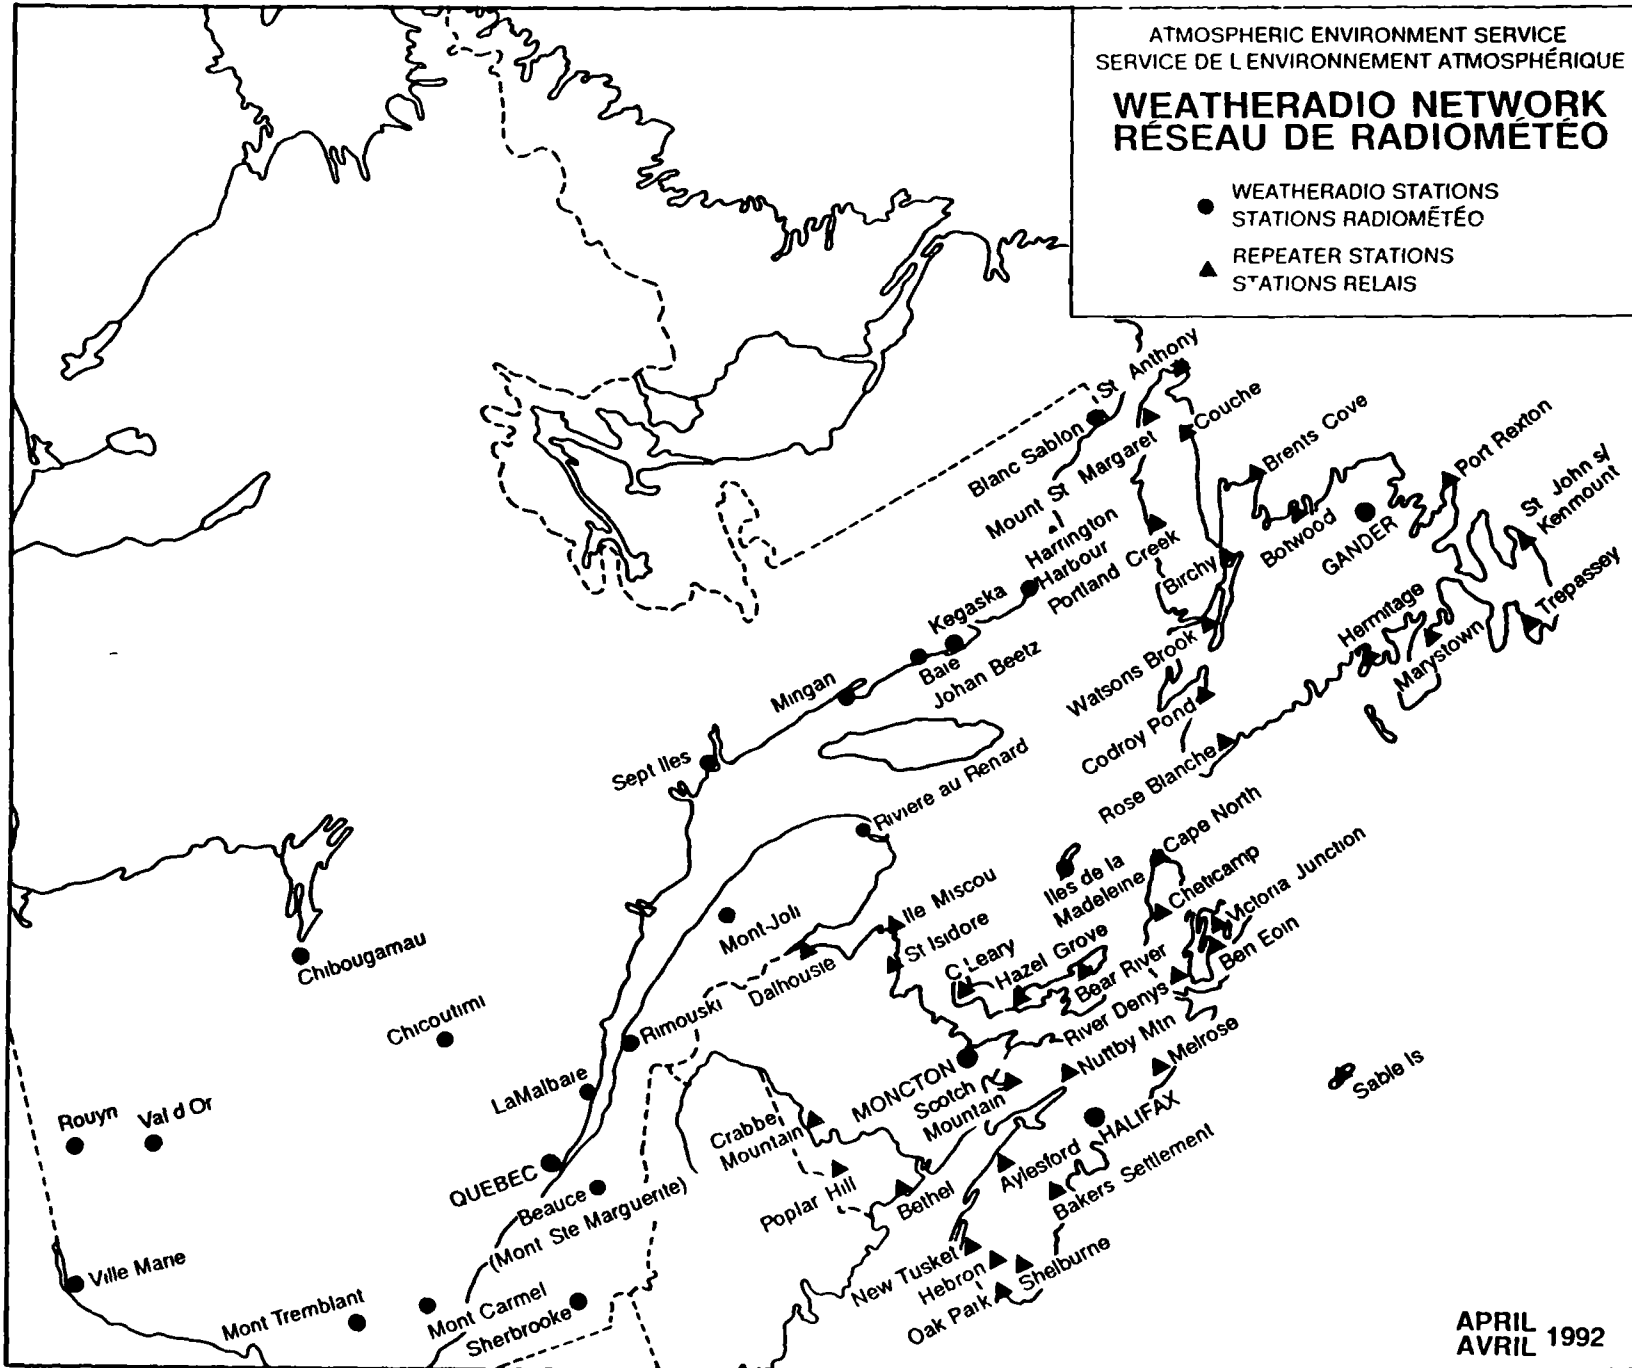 ATMOSPHERIC ENVIRONMENT SERVICE
SERVICE DE L ENVIRONNEMENT ATMOSPHÉRIQUE
WEATHERADIO NETWORK
RÉSEAU DE RADIOMÉTÉO
WEATHERADIO STATIONS
STATIONS RADIOMÉTÉO
REPEATER STATIONS
STATIONS RELAIS
St Anthony
Couche
Blanc Sablon
Mount St Margaret
Brents Cove
Port Rexton
St John s/
Kenmount
Harrington
Harbour
Portland Creek
Birchy
Botwood
GANDER
Trepassey
Kegaska
Baie
Johan Beetz
Hermitage
Marystown
Watsons Brook
Mingan
Codroy Pond
Sept Iles
Rose Blanche
Riviere au Renard
Cape North
Iles de la
Madeleine
Cheticamp
Victoria Junction
Ile Miscou
Mont-Joli
St Isidore
Dalhousie
C Leary
Hazel Grove
Bear River
Ben Eoin
Chibougamau
River Denys
Chicoutimi
Rimouski
Nuttby Mtn
Melrose
MONCTON
Scotch
Mountain
Sable Is
LaMalbaie
Crabbe
Mountain
HALIFAX
Rouyn
Val d Or
QUEBEC
Beauce
(Mont Ste Marguerite)
Poplar Hill
Bethel
Aylesford
Bakers Settlement
Ville Marie
New Tusket
Hebron
Shelburne
Oak Park
Mont Tremblant
Mont Carmel
Sherbrooke
APRIL
AVRIL 1992